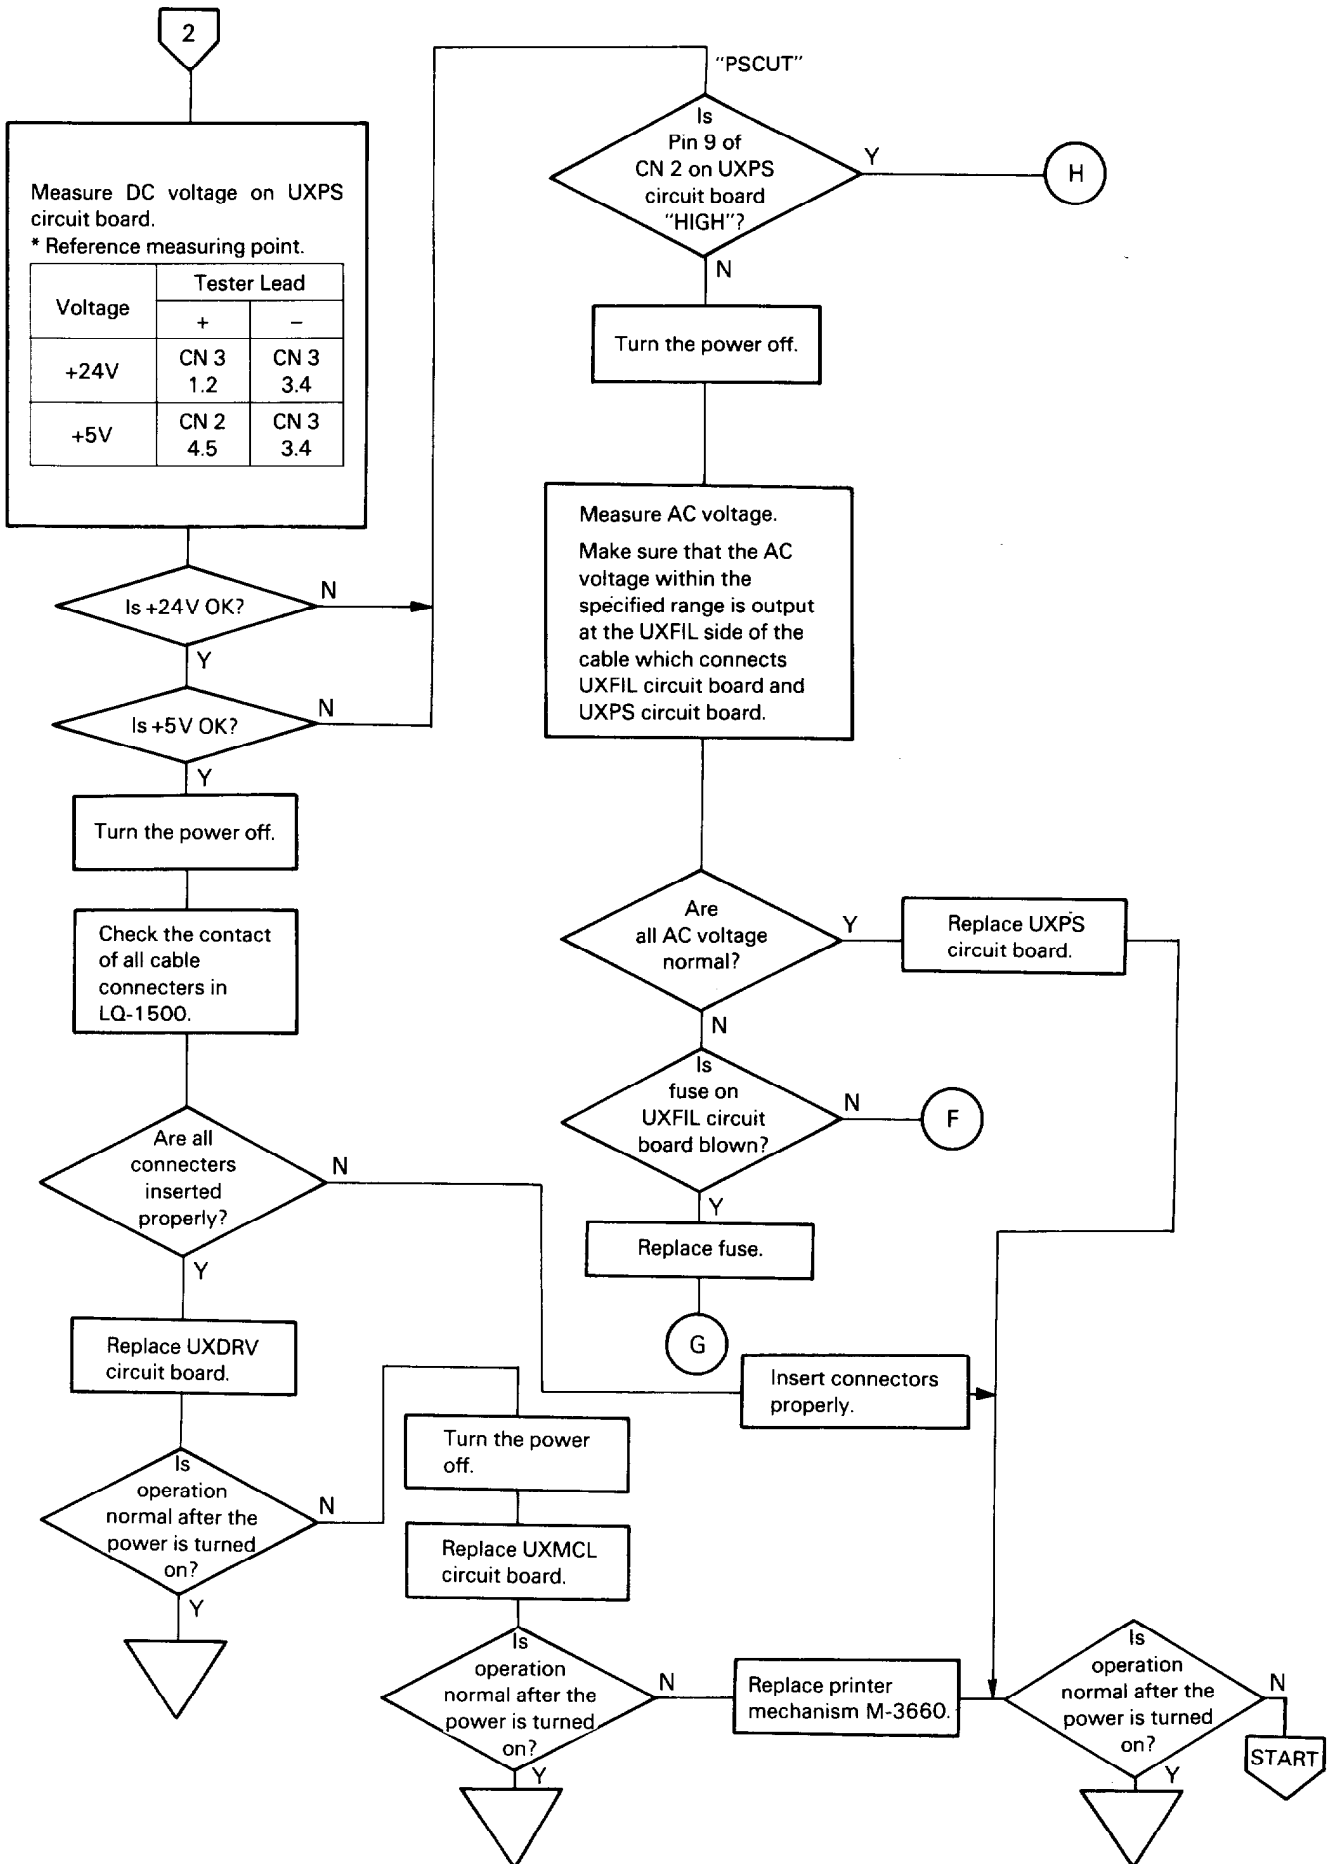 2
Measure DC voltage on UXPS
circuit board.
* Reference measuring point.
Voltage
Tester Lead
+
–
+24V
CN 3
1.2
CN 3
3.4
+5V
CN 2
4.5
CN 3
3.4
Is +24V OK?
N
Y
Is +5V OK?
N
Y
Turn the power off.
Check the contact
of all cable
connecters in
LQ-1500.
Are all
connecters
inserted
properly?
N
Y
Replace UXDRV
circuit board.
Is
operation
normal after the
power is turned
on?
N
Y
Turn the power
off.
Replace UXMCL
circuit board.
Is
operation
normal after the
power is turned
on?
N
Y
Replace printer
mechanism M-3660.
"PSCUT"
Is
Pin 9 of
CN 2 on UXPS
circuit board
"HIGH"?
Y
H
N
Turn the power off.
Measure AC voltage.
Make sure that the AC
voltage within the
specified range is output
at the UXFIL side of the
cable which connects
UXFIL circuit board and
UXPS circuit board.
Are
all AC voltage
normal?
Y
Replace UXPS
circuit board.
N
Is
fuse on
UXFIL circuit
board blown?
N
F
Y
Replace fuse.
G
Insert connectors
properly.
Is
operation
normal after the
power is turned
on?
N
START
Y